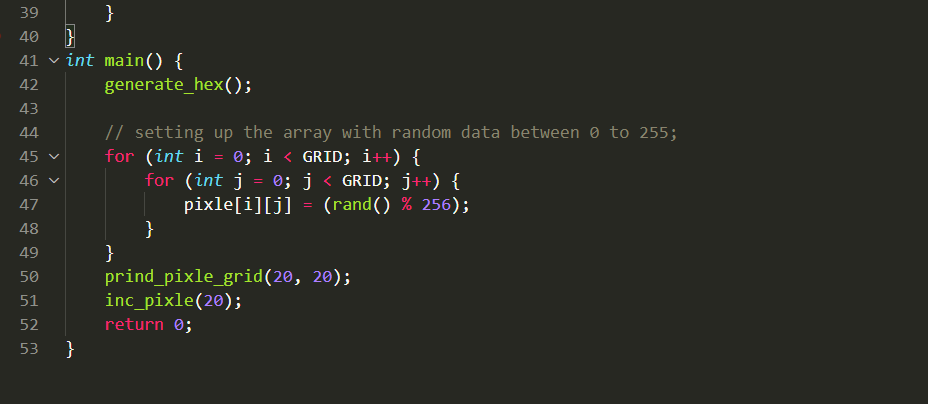 39 }
40 }
41 int main() {
42 generate_hex();
43
44 // setting up the array with random data between 0 to 255;
45 for (int i = 0; i < GRID; i++) {
46 for (int j = 0; j < GRID; j++) {
47 pixle[i][j] = (rand() % 256);
48 }
49 }
50 prind_pixle_grid(20, 20);
51 inc_pixle(20);
52 return 0;
53 }